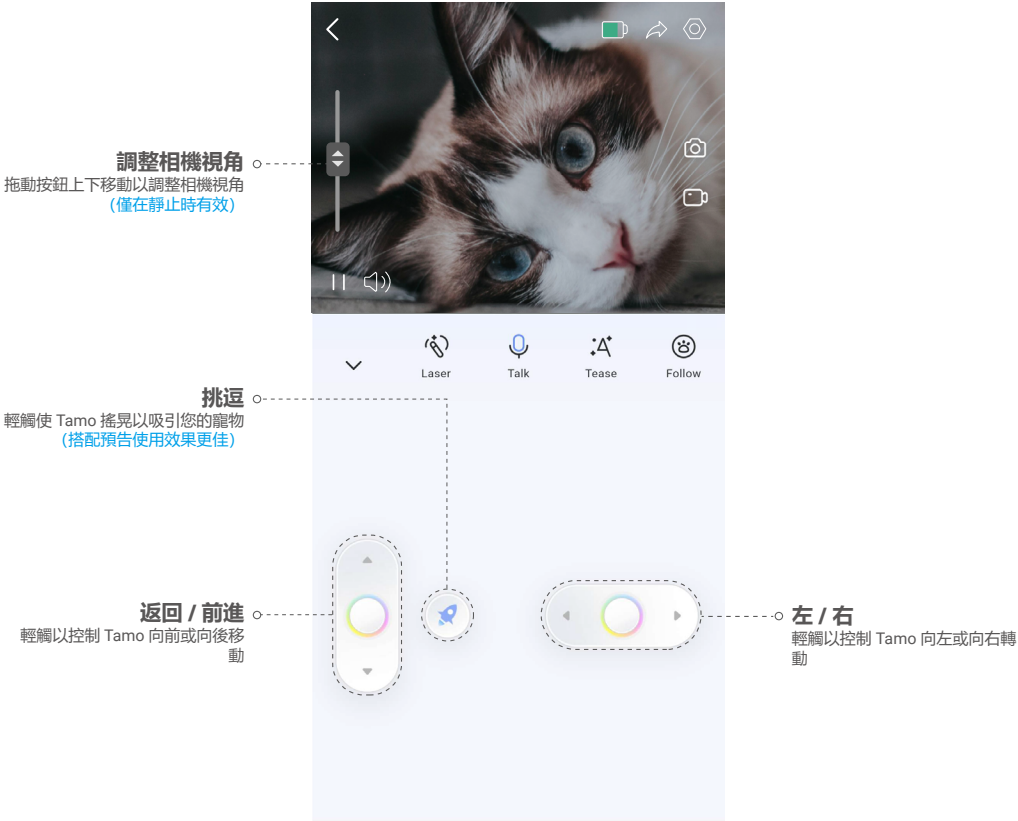 調整相機視角
拖動按鈕上下移動以調整相機視角
(僅在靜止時有效)
Laser
Talk
Tease
Follow
挑逗
輕觸使 Tamo 搖晃以吸引您的寵物
(搭配預告使用效果更佳)
返回 / 前進
輕觸以控制 Tamo 向前或向後移
動
左 / 右
輕觸以控制 Tamo 向左或向右轉
動